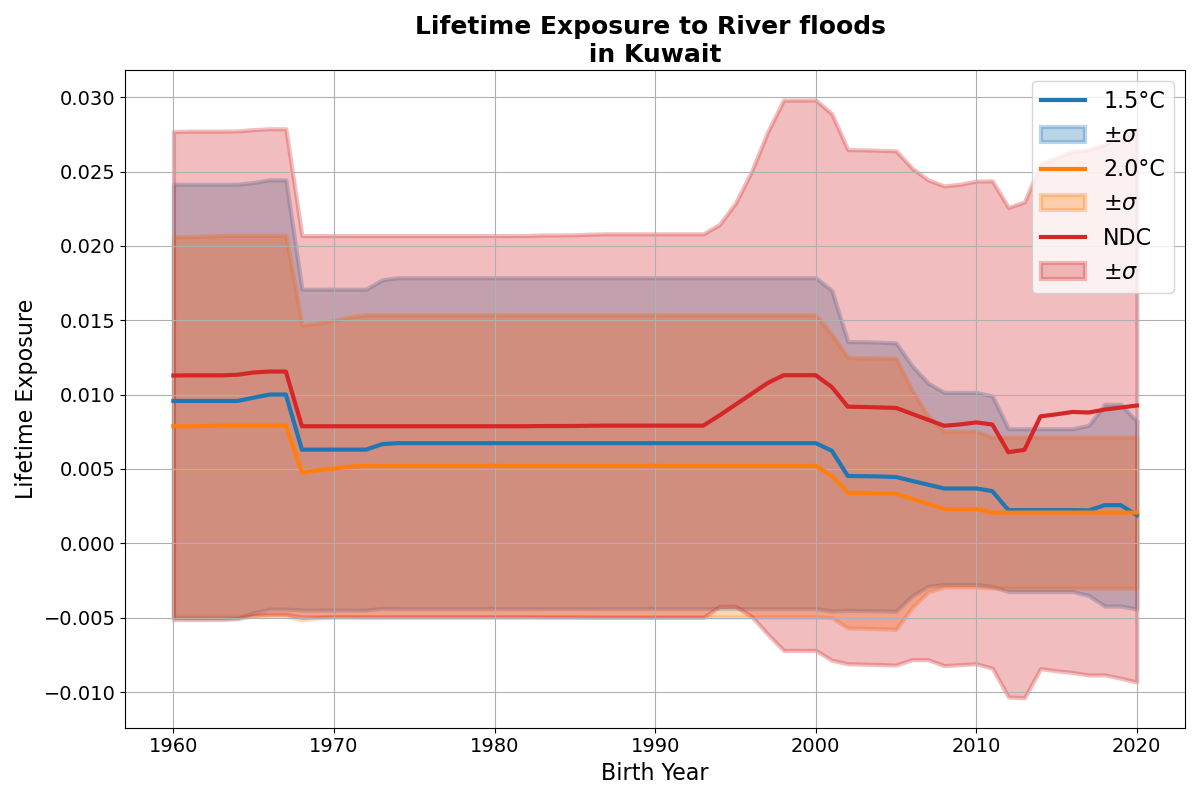 Lifetime Exposure to River floods
in Kuwait
0.030
0.025
0.020
0.015
0.010
0.005
0.000
−0.005
−0.010
Lifetime Exposure
1960
1970
1980
1990
2000
2010
2020
Birth Year
1.5°C
±σ
2.0°C
±σ
NDC
±σ